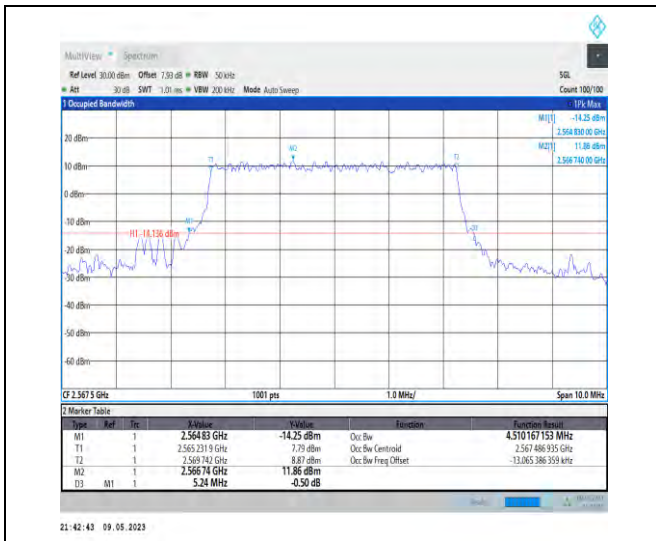 MultiView Spectrum
Ref Level 30.00 dBm Offset 7.93 dB RBW 50 kHz SGL
Att 30 dB SWT 1.01 ms VBW 200 kHz Mode Auto Sweep Count 100/100
1 Occupied Bandwidth 1Pk Max
M1[1] -14.25 dBm
2.564 830 00 GHz
M2[1] 11.86 dBm
2.566 740 00 GHz
20 dBm
M2
T1 T2
10 dBm
0 dBm
-10 dBm
M1
D3
H1 -14.136 dBm
-20 dBm
-30 dBm
-40 dBm
-50 dBm
-60 dBm
CF 2.567 5 GHz 1001 pts 1.0 MHz/ Span 10.0 MHz
2 Marker Table
Type Ref Trc X-Value Y-Value Function Function Result
M1 1 2.564 83 GHz -14.25 dBm Occ Bw 4.510 167 153 MHz
T1 1 2.565 231 9 GHz 7.79 dBm Occ Bw Centroid 2.567 486 935 GHz
T2 1 2.569 742 GHz 8.87 dBm Occ Bw Freq Offset -13.065 386 359 kHz
M2 1 2.566 74 GHz 11.86 dBm
D3 M1 1 5.24 MHz -0.50 dB
21:42:43 09.05.2023